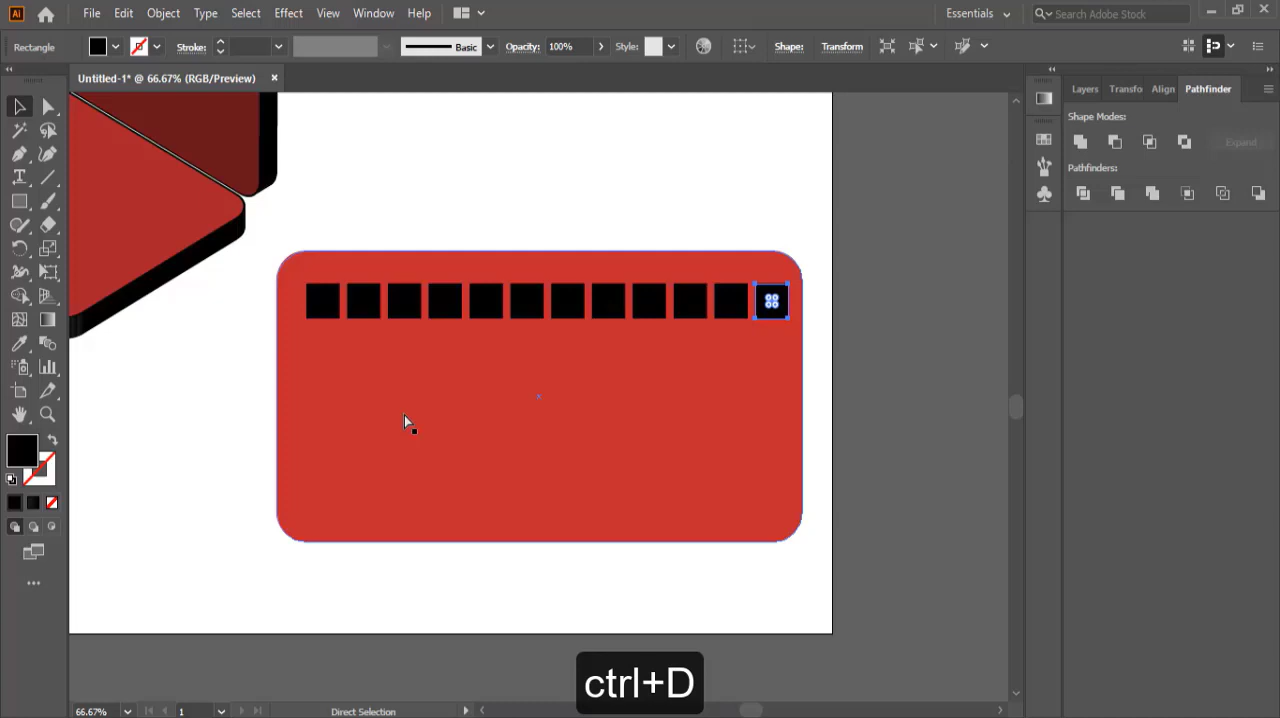 Ai File Edit Object Type Select Effect View Window Help Essentials Search Adobe Stock
Rectangle Stroke: Basic Opacity: 100% Style: Shape: Transform
Untitled-1* @ 66.67% (RGB/Preview) ×
Layers Transfo Align Pathfinder
Shape Modes:
Expand
Pathfinders:
ctrl+D
66.67% 1 Direct Selection